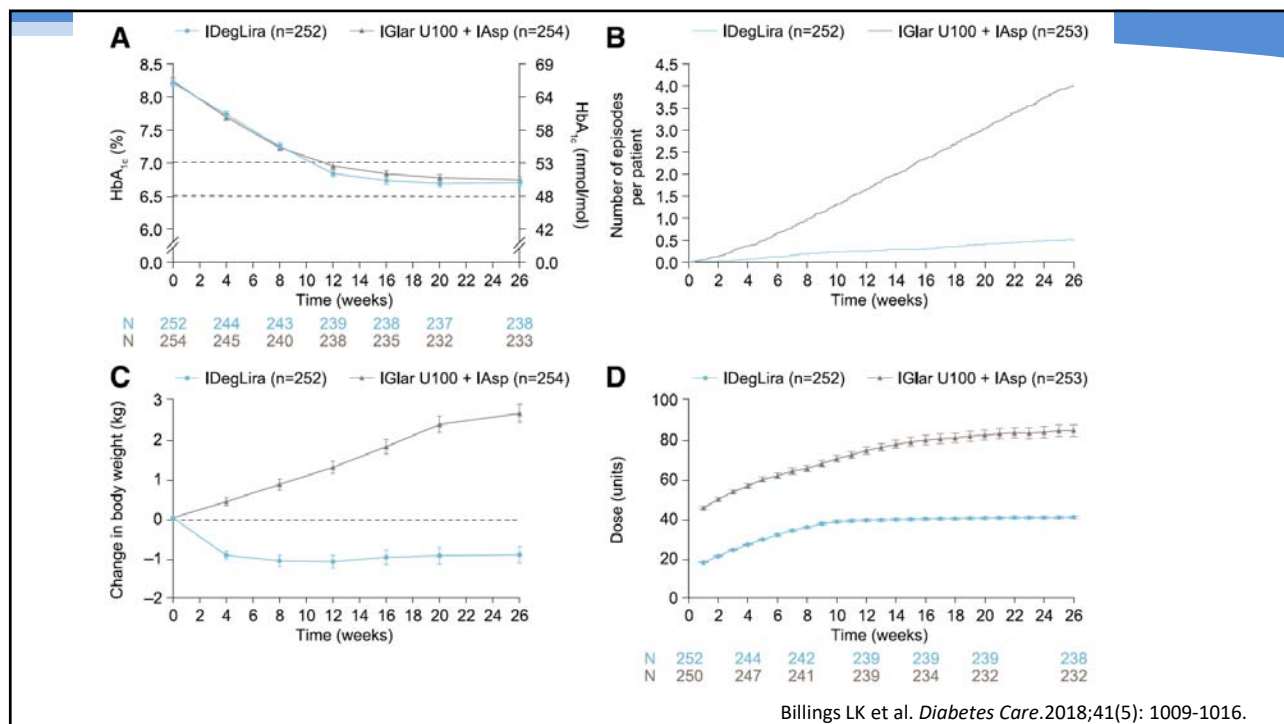 A
IDegLira (n=252) IGlar U100 + IAsp (n=254)
8.5
8.0
7.5
7.0
6.5
6.0
0.0
HbA1c (%)
69
64
58
53
48
42
0.0
HbA1c (mmol/mol)
0 2 4 6 8 10 12 14 16 18 20 22 24 26
Time (weeks)
N 252 244 243 239 238 237 238
N 254 245 240 238 235 232 233
B
IDegLira (n=252) IGlar U100 + IAsp (n=253)
4.5
4.0
3.5
3.0
2.5
2.0
1.5
1.0
0.5
0.0
Number of episodes
per patient
0 2 4 6 8 10 12 14 16 18 20 22 24 26
Time (weeks)
C
IDegLira (n=252) IGlar U100 + IAsp (n=254)
3
2
1
0
–1
–2
Change in body weight (kg)
0 2 4 6 8 10 12 14 16 18 20 22 24 26
Time (weeks)
D
IDegLira (n=252) IGlar U100 + IAsp (n=253)
100
80
60
40
20
0
Dose (units)
0 2 4 6 8 10 12 14 16 18 20 22 24 26
Time (weeks)
N 252 244 242 239 239 239 238
N 250 247 241 239 234 232 232
Billings LK et al. Diabetes Care.2018;41(5): 1009-1016.